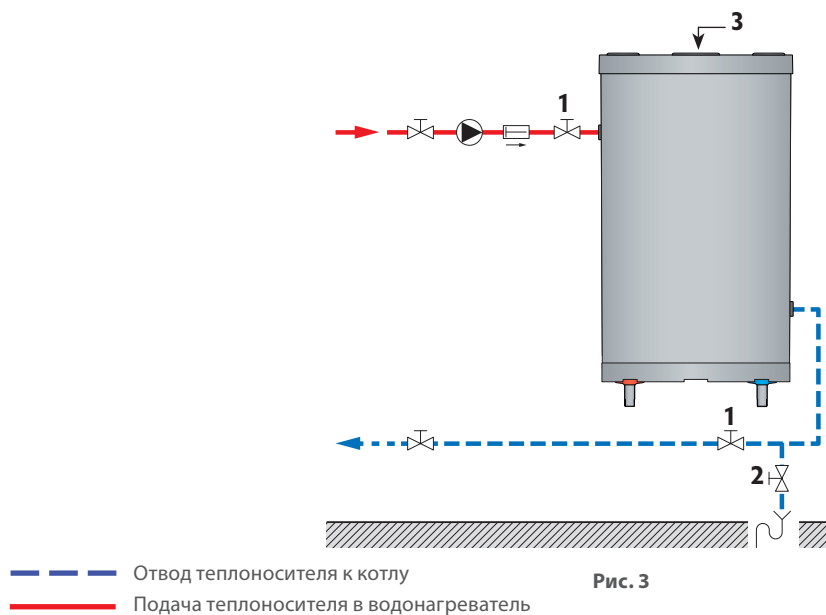 3
1
1
2
Отвод теплоносителя к котлу
Рис. 3
Подача теплоносителя в водонагреватель